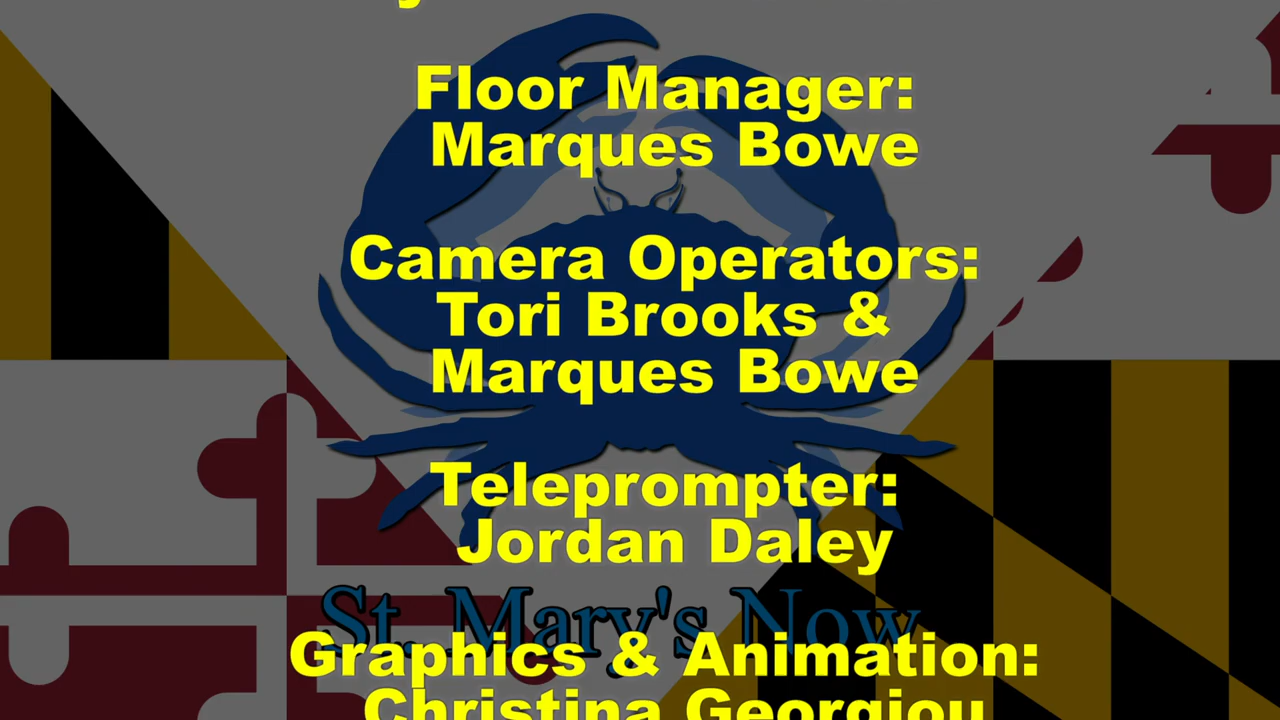 Floor Manager:
Marques Bowe
Camera Operators:
Tori Brooks &
Marques Bowe
Teleprompter:
Jordan Daley
St. Mary's Now
Graphics & Animation:
Christina Georgiou